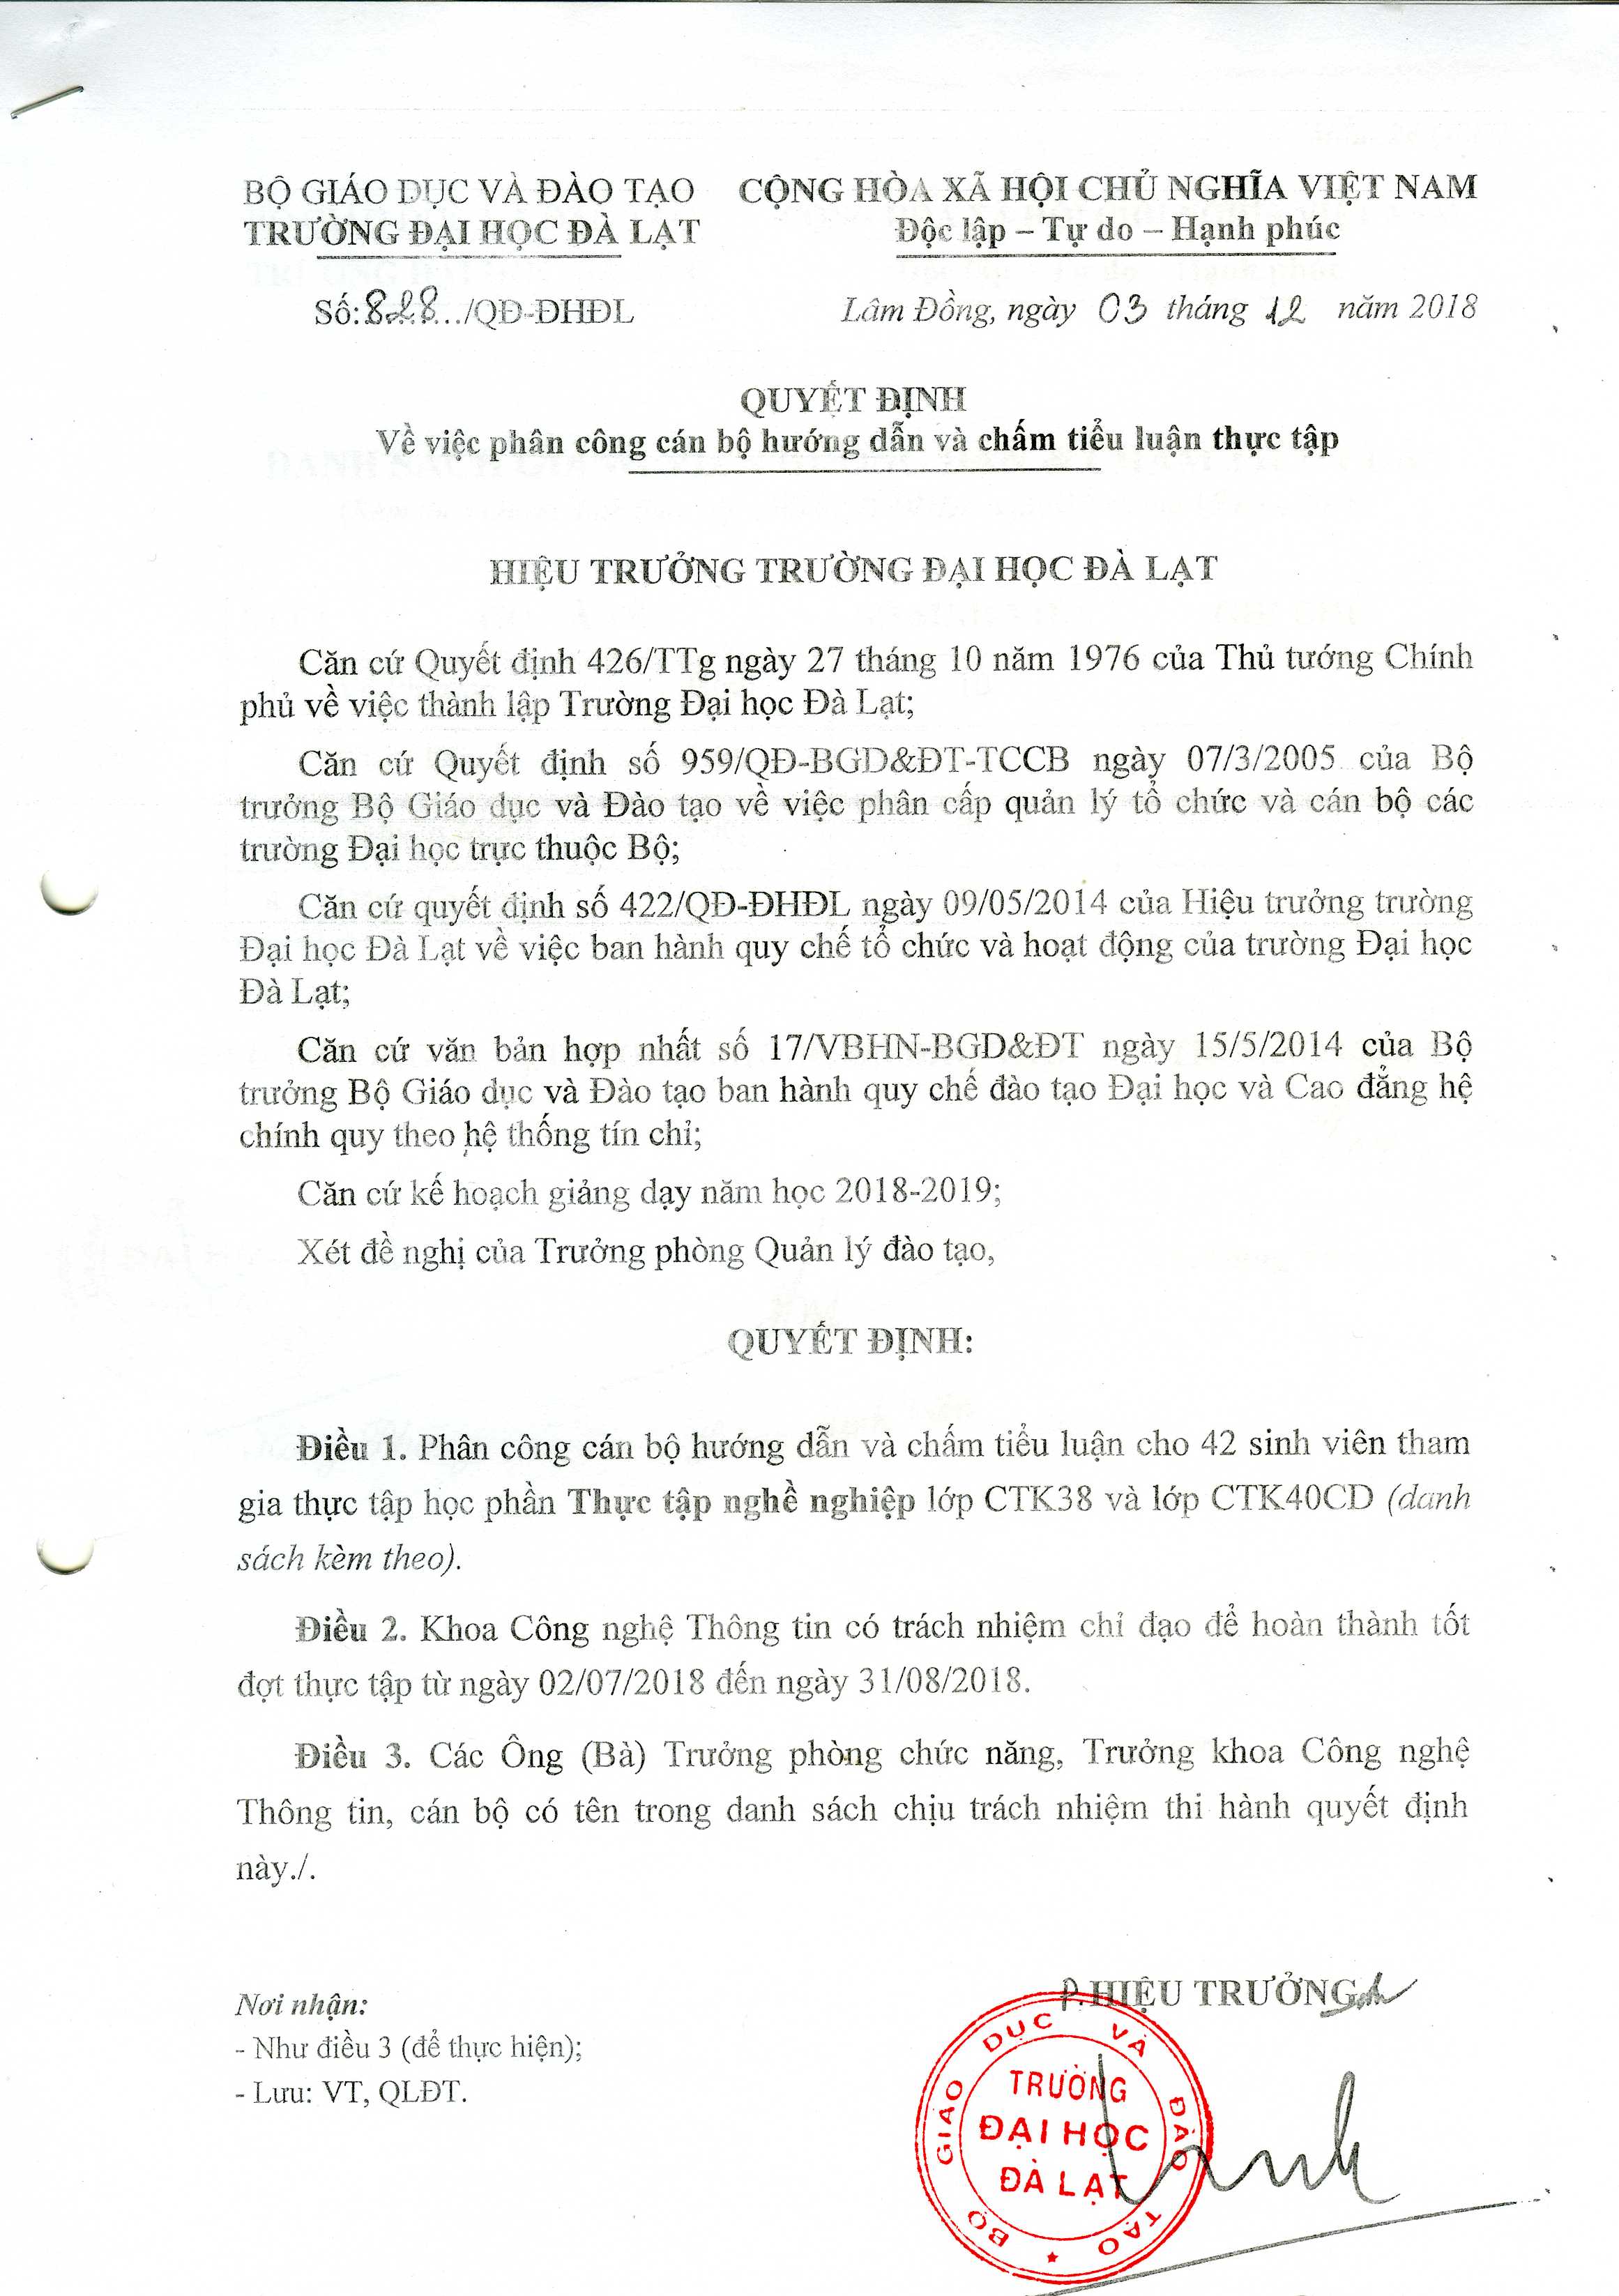 BỘ GIÁO DỤC VÀ ĐÀO TẠO
TRƯỜNG ĐẠI HỌC ĐÀ LẠT
Số:828.../QĐ-ĐHĐL
CỘNG HÒA XÃ HỘI CHỦ NGHĨA VIỆT NAM
Độc lập – Tự do – Hạnh phúc
Lâm Đồng, ngày 03 tháng 12 năm 2018
QUYẾT ĐỊNH
Về việc phân công cán bộ hướng dẫn và chấm tiểu luận thực tập
HIỆU TRƯỞNG TRƯỜNG ĐẠI HỌC ĐÀ LẠT
Căn cứ Quyết định 426/TTg ngày 27 tháng 10 năm 1976 của Thủ tướng Chính
phủ về việc thành lập Trường Đại học Đà Lạt;
Căn cứ Quyết định số 959/QĐ-BGD&ĐT-TCCB ngày 07/3/2005 của Bộ
trưởng Bộ Giáo dục và Đào tạo về việc phân cấp quản lý tổ chức và cán bộ các
trường Đại học trực thuộc Bộ;
Căn cứ quyết định số 422/QĐ-ĐHĐL ngày 09/05/2014 của Hiệu trưởng trường
Đại học Đà Lạt về việc ban hành quy chế tổ chức và hoạt động của trường Đại học
Đà Lạt;
Căn cứ văn bản hợp nhất số 17/VBHN-BGD&ĐT ngày 15/5/2014 của Bộ
trưởng Bộ Giáo dục và Đào tạo ban hành quy chế đào tạo Đại học và Cao đẳng hệ
chính quy theo hệ thống tín chỉ;
Căn cứ kế hoạch giảng dạy năm học 2018-2019;
Xét đề nghị của Trưởng phòng Quản lý đào tạo,
QUYẾT ĐỊNH:
Điều 1. Phân công cán bộ hướng dẫn và chấm tiểu luận cho 42 sinh viên tham
gia thực tập học phần Thực tập nghề nghiệp lớp CTK38 và lớp CTK40CD (danh
sách kèm theo).
Điều 2. Khoa Công nghệ Thông tin có trách nhiệm chỉ đạo để hoàn thành tốt
đợt thực tập từ ngày 02/07/2018 đến ngày 31/08/2018.
Điều 3. Các Ông (Bà) Trưởng phòng chức năng, Trưởng khoa Công nghệ
Thông tin, cán bộ có tên trong danh sách chịu trách nhiệm thi hành quyết định
này./.
Nơi nhận:
- Như điều 3 (để thực hiện);
- Lưu: VT, QLĐT.
P.HIỆU TRƯỞNG
BỘ GIÁO DỤC VÀ ĐÀO TẠO
TRƯỜNG
ĐẠI HỌC
ĐÀ LẠT